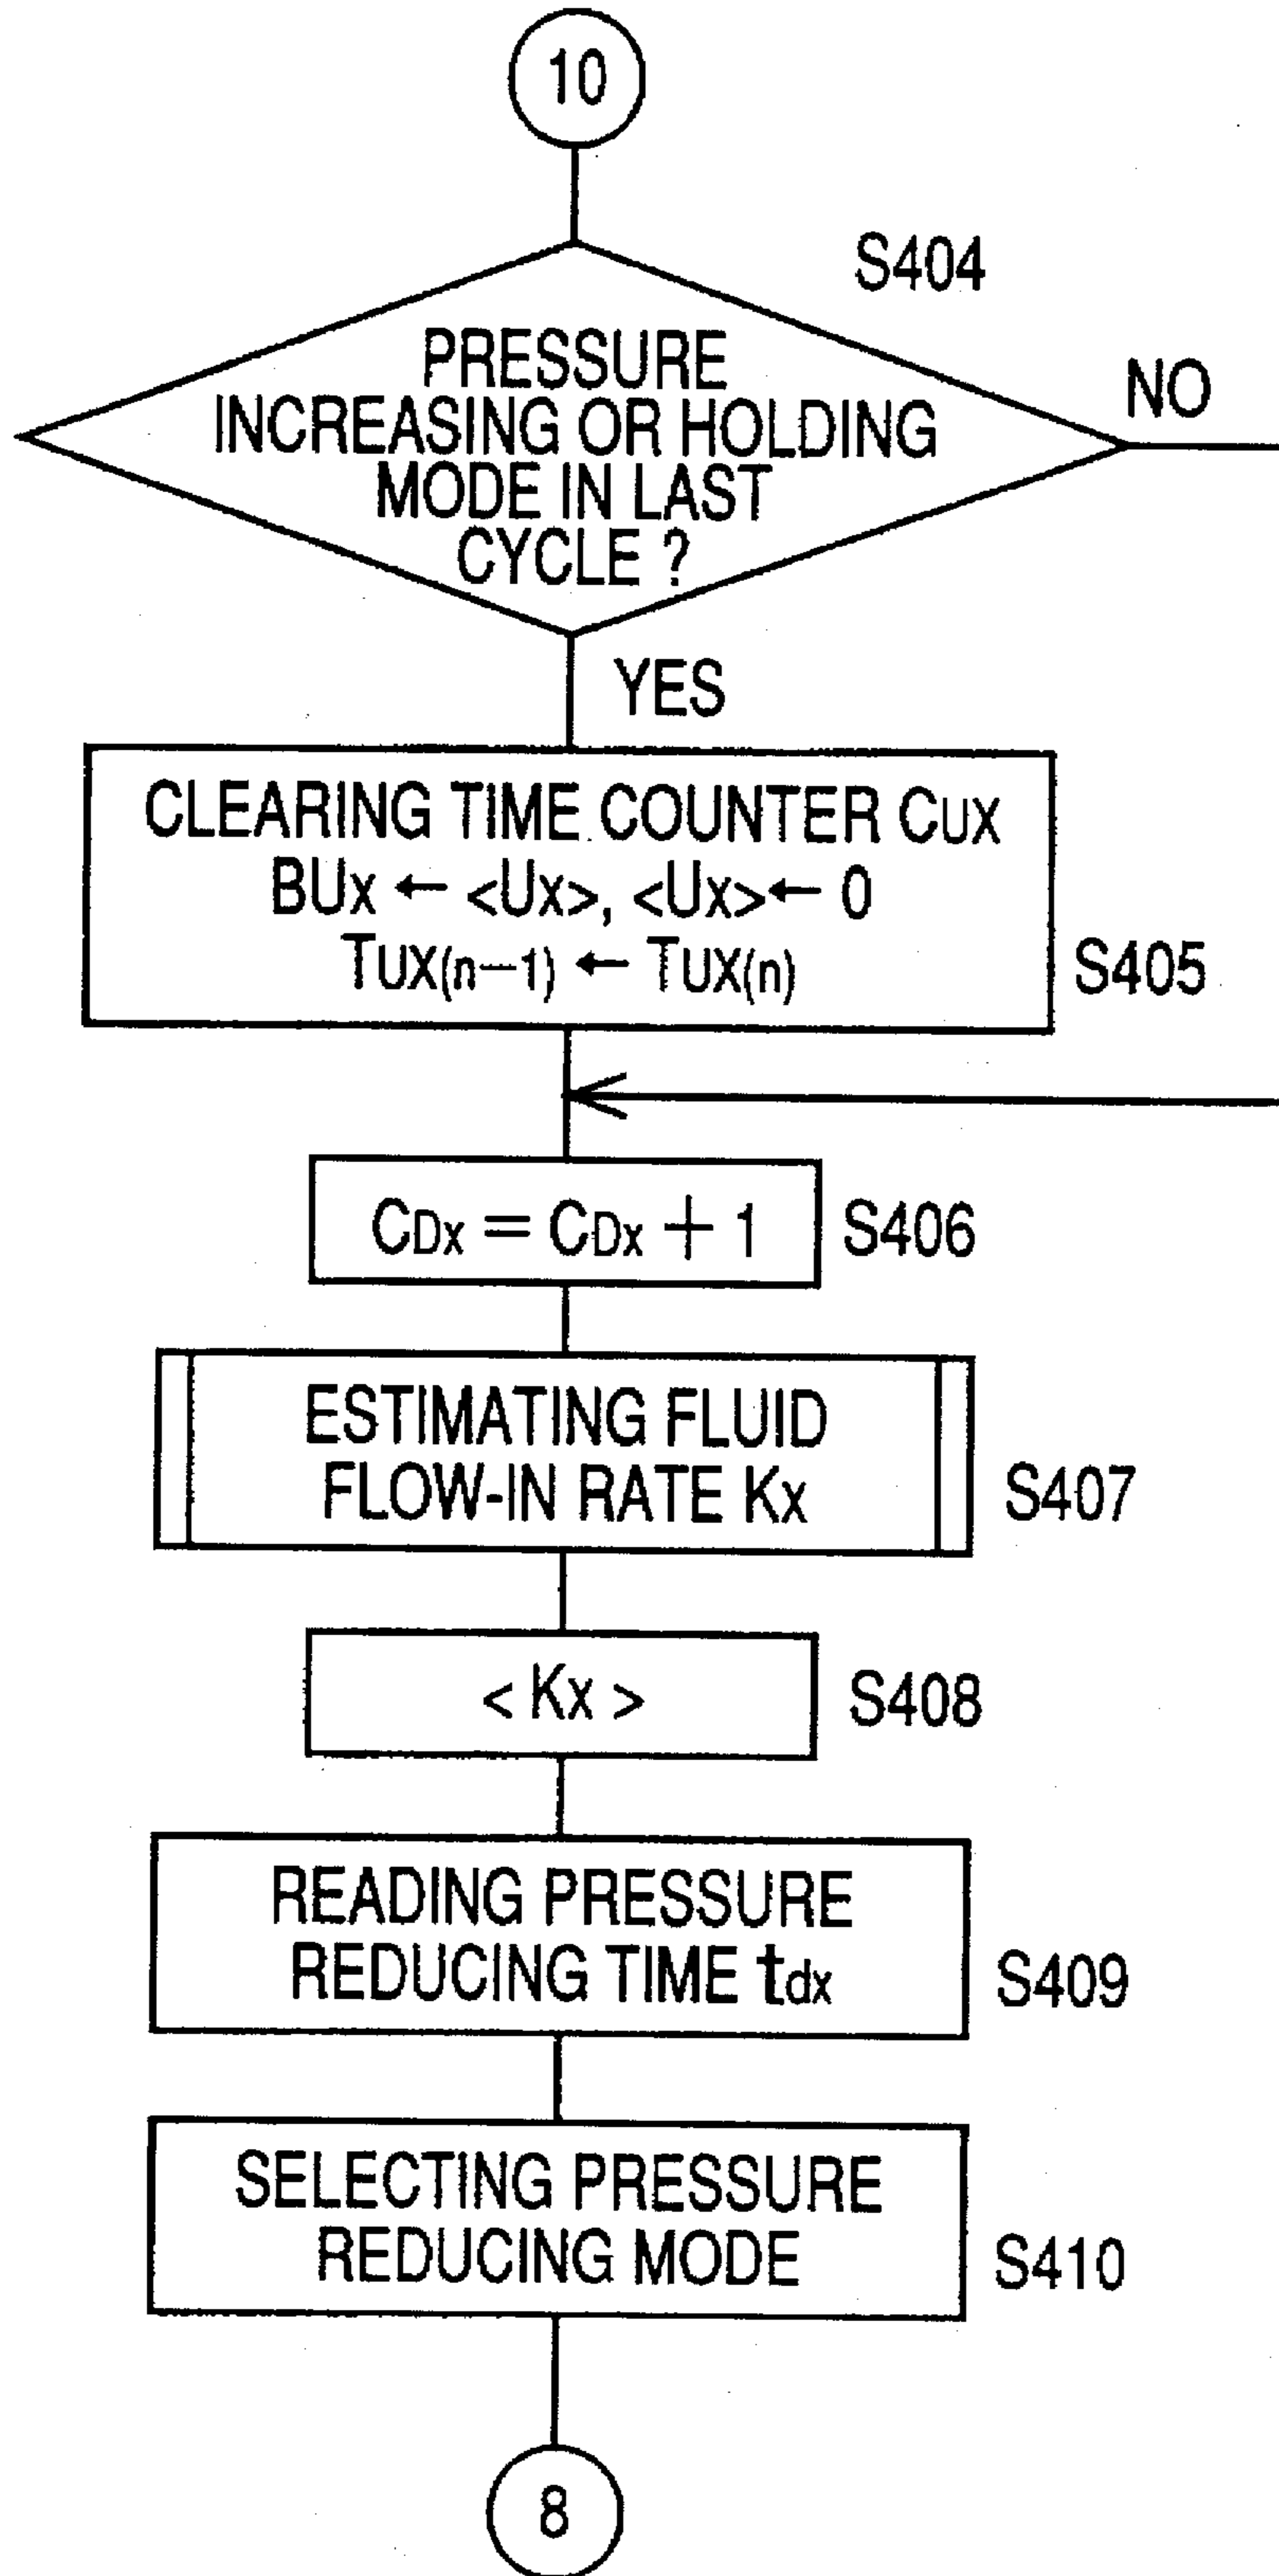 10
S404
PRESSURE
INCREASING OR HOLDING
MODE IN LAST
CYCLE ?
NO
YES
CLEARING TIME COUNTER CUX
BUX ← <UX>, <UX> ← 0
TUX(n−1) ← TUX(n)
S405
CDx = CDx + 1
S406
ESTIMATING FLUID
FLOW-IN RATE Kx
S407
< Kx >
S408
READING PRESSURE
REDUCING TIME tdx
S409
SELECTING PRESSURE
REDUCING MODE
S410
8